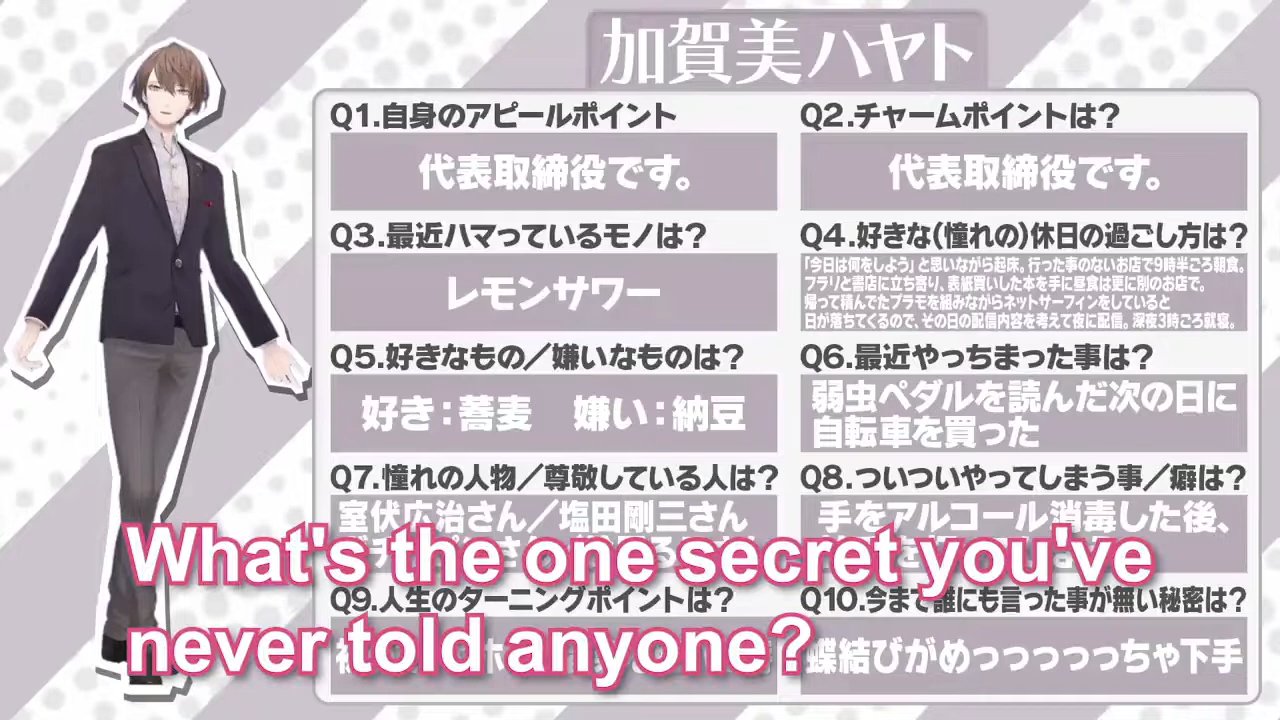 加賀美ハヤト
Q1.自身のアピールポイント
代表取締役です。
Q2.チャームポイントは?
代表取締役です。
Q3.最近ハマっているモノは?
レモンサワー
Q4.好きな(憧れの)休日の過ごし方は?
「今日は何をしよう」と思いながら起床。行った事のないお店で9時半ごろ朝食。
フラリと書店に立ち寄り、表紙買いした本を手に昼食は更に別のお店で。
帰って積んでたプラモを組みながらネットサーフィンをしていると
日が落ちてくるので、その日の配信内容を考えて夜に配信。深夜3時ごろ就寝。
Q5.好きなもの／嫌いなものは?
好き：蕎麦 嫌い：納豆
Q6.最近やっちまった事は?
弱虫ペダルを読んだ次の日に
自転車を買った
Q7.憧れの人物／尊敬している人は?
室伏広治さん／塩田剛三さん
Q8.ついついやってしまう事／癖は?
手をアルコール消毒した後、
Q9.人生のターニングポイントは?
Q10.今まで誰にも言った事が無い秘密は?
蝶結びがめっっっっっちゃ下手
What's the one secret you've
never told anyone?